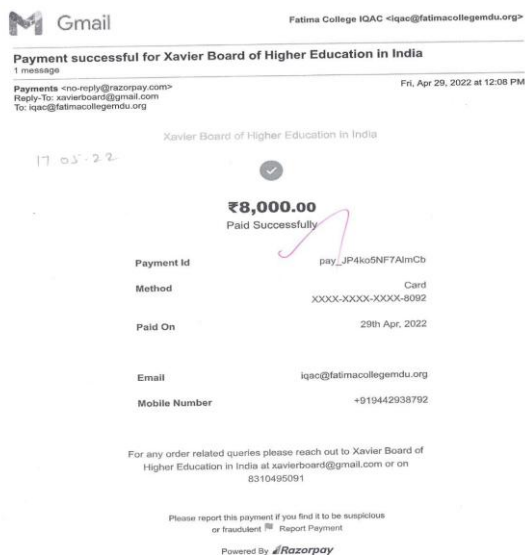 Gmail
Fatima College IQAC <iqac@fatimacollegemdu.org>
Payment successful for Xavier Board of Higher Education in India
1 message
Payments <no-reply@razorpay.com>
Fri, Apr 29, 2022 at 12:08 PM
Reply-To: xavierboard@gmail.com
To: iqac@fatimacollegemdu.org
Xavier Board of Higher Education in India
17 05-22
₹8,000.00
Paid Successfully
Payment Id pay_JP4ko5NF7AlmCb
Method Card
XXXX-XXXX-XXXX-8092
Paid On 29th Apr, 2022
Email iqac@fatimacollegemdu.org
Mobile Number +919442938792
For any order related queries please reach out to Xavier Board of
Higher Education in India at xavierboard@gmail.com or on
8310495091
Please report this payment if you find it to be suspicious
or fraudulent Report Payment
Powered By Razorpay